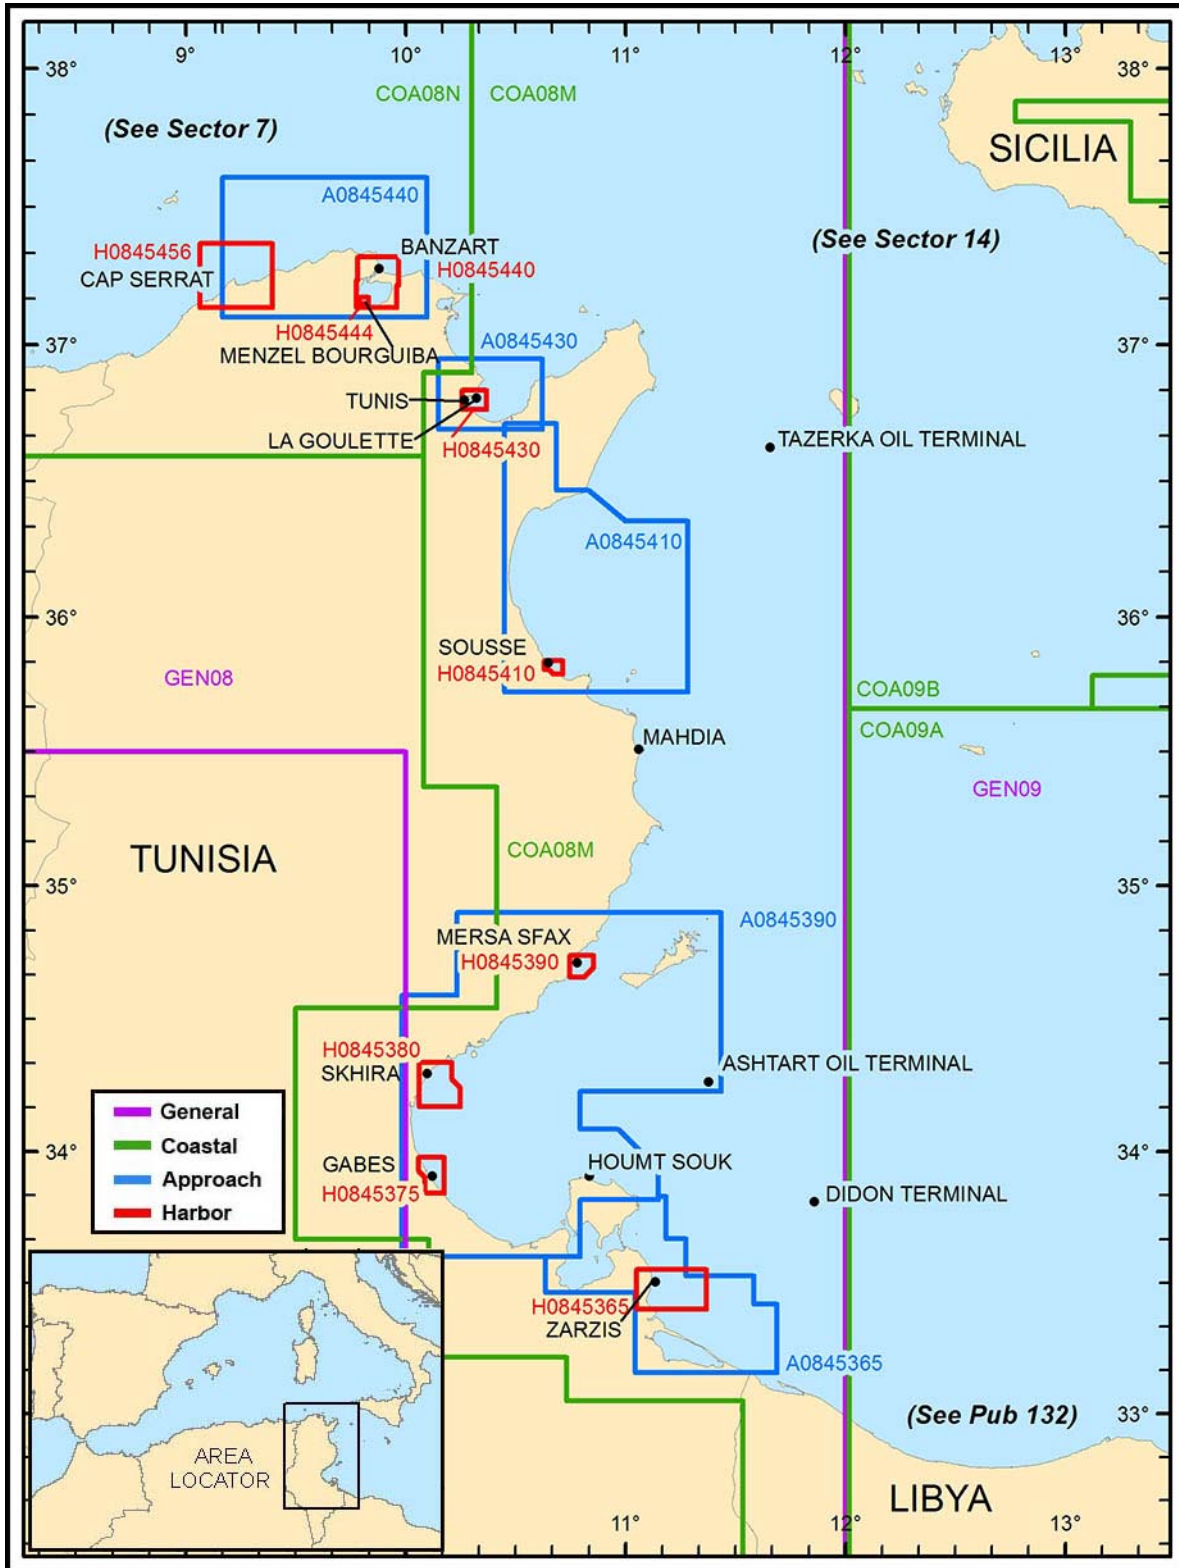 9° 10° 11° 12° 13°
38° 38°
COA08N COA08M
(See Sector 7)
SICILIA
A0845440
(See Sector 14)
H0845456
BANZART
CAP SERRAT
H0845440
H0845444
MENZEL BOURGUIBA
A0845430
37° 37°
TUNIS
LA GOULETTE
H0845430
TAZERKA OIL TERMINAL
A0845410
36° 36°
SOUSSE
H0845410
GEN08
COA09B
COA09A
MAHDIA
GEN09
TUNISIA
COA08M
35° 35°
A0845390
MERSA SFAX
H0845390
H0845380
SKHIRA
ASHTART OIL TERMINAL
General
Coastal
Approach
Harbor
34° 34°
GABES
H0845375
HOUMT SOUK
DIDON TERMINAL
H0845365
ZARZIS
A0845365
33°
(See Pub 132)
AREA
LOCATOR
LIBYA
11° 12° 13°